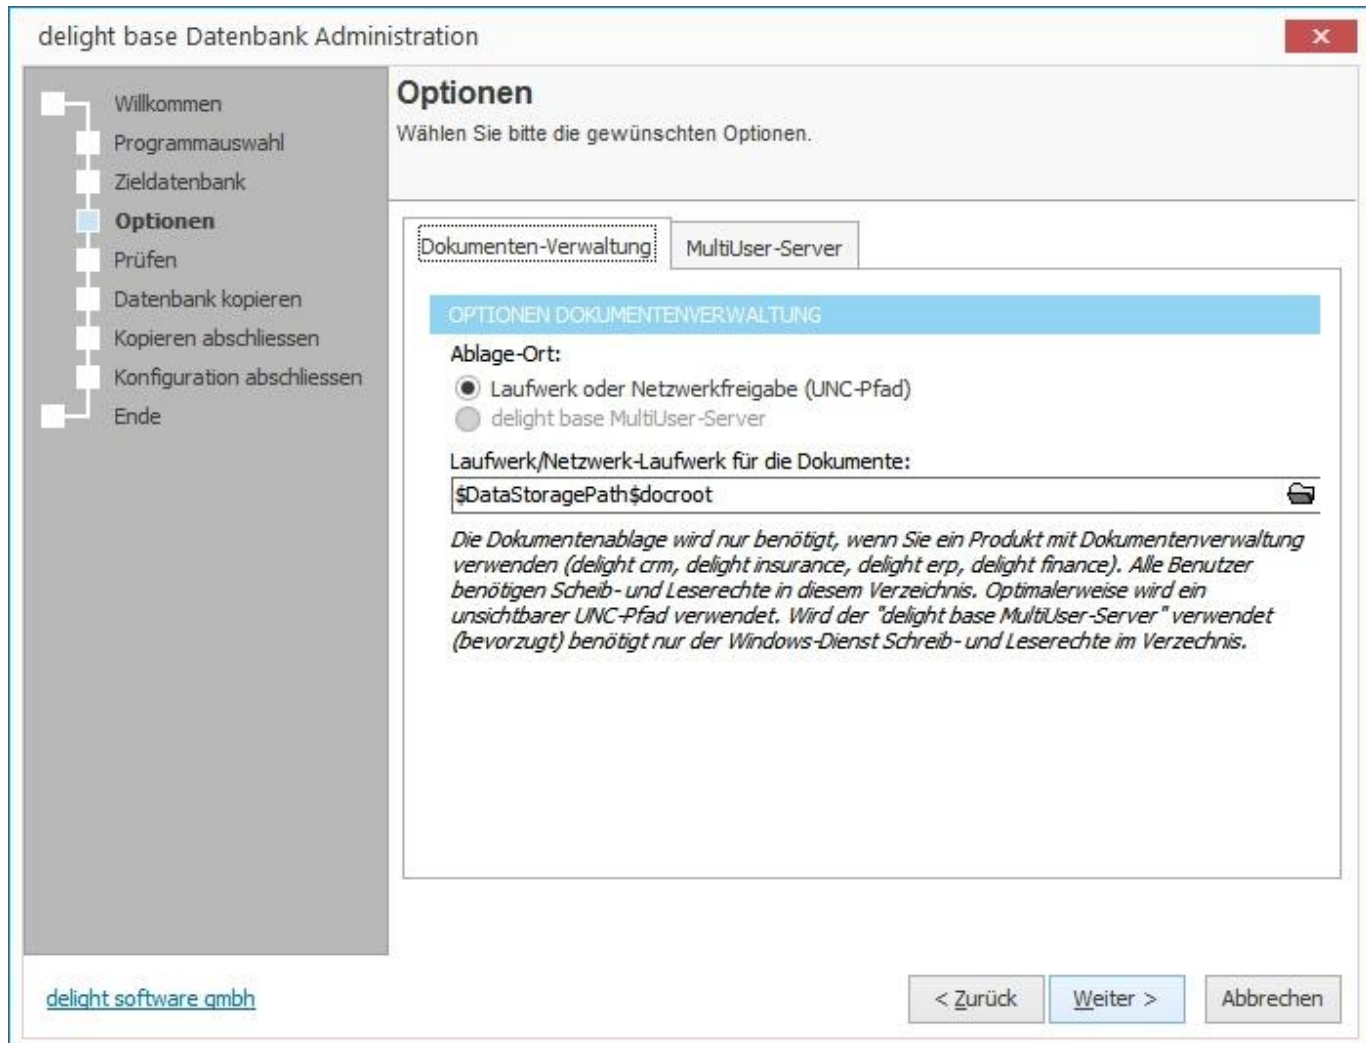 delight base Datenbank Administration
Willkommen
Programmauswahl
Zieldatenbank
Optionen
Prüfen
Datenbank kopieren
Kopieren abschliessen
Konfiguration abschliessen
Ende
Optionen
Wählen Sie bitte die gewünschten Optionen.
Dokumenten-Verwaltung
MultiUser-Server
OPTIONEN DOKUMENTENVERWALTUNG
Ablage-Ort:
Laufwerk oder Netzwerkfreigabe (UNC-Pfad)
delight base MultiUser-Server
Laufwerk/Netzwerk-Laufwerk für die Dokumente:
$DataStoragePath$docroot
Die Dokumentenablage wird nur benötigt, wenn Sie ein Produkt mit Dokumentenverwaltung
verwenden (delight crm, delight insurance, delight erp, delight finance). Alle Benutzer
benötigen Scheib- und Leserechte in diesem Verzeichnis. Optimalerweise wird ein
unsichtbarer UNC-Pfad verwendet. Wird der "delight base MultiUser-Server" verwendet
(bevorzugt) benötigt nur der Windows-Dienst Schreib- und Leserechte im Verzechnis.
delight software gmbh
< Zurück
Weiter >
Abbrechen